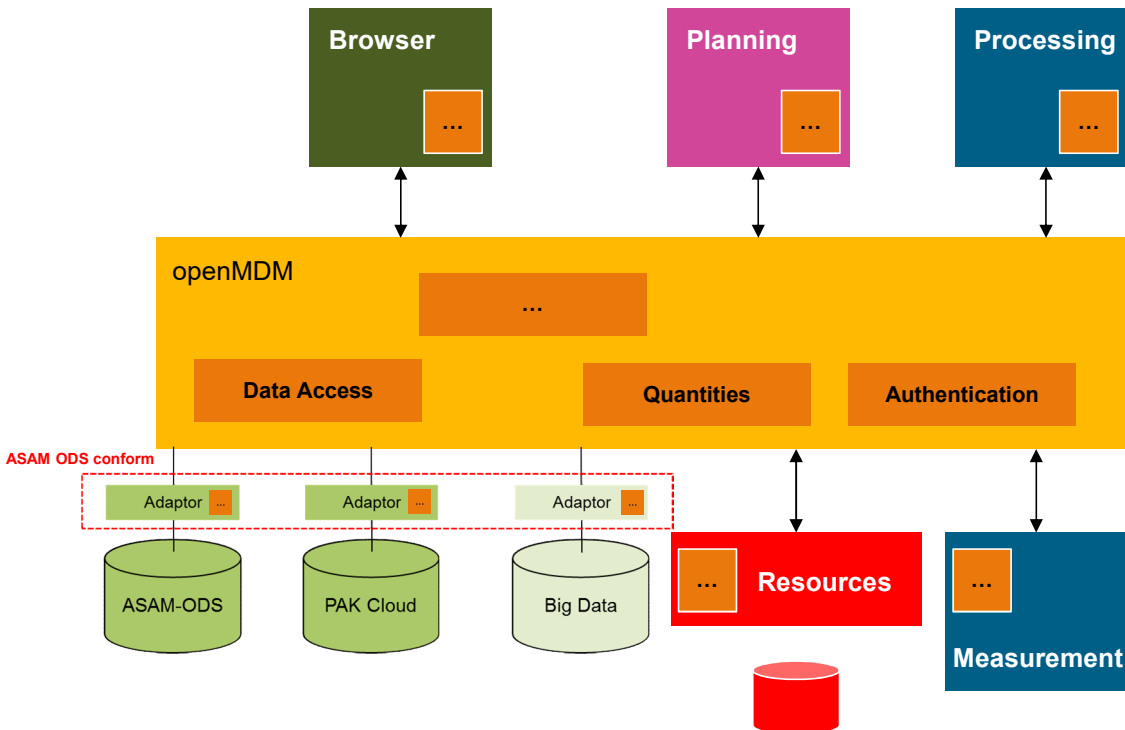 Browser
...
Planning
...
Processing
...
openMDM
...
Data Access
Quantities
Authentication
ASAM ODS conform
Adaptor ...
Adaptor ...
Adaptor ...
ASAM-ODS
PAK Cloud
Big Data
...
Resources
...
Measurement